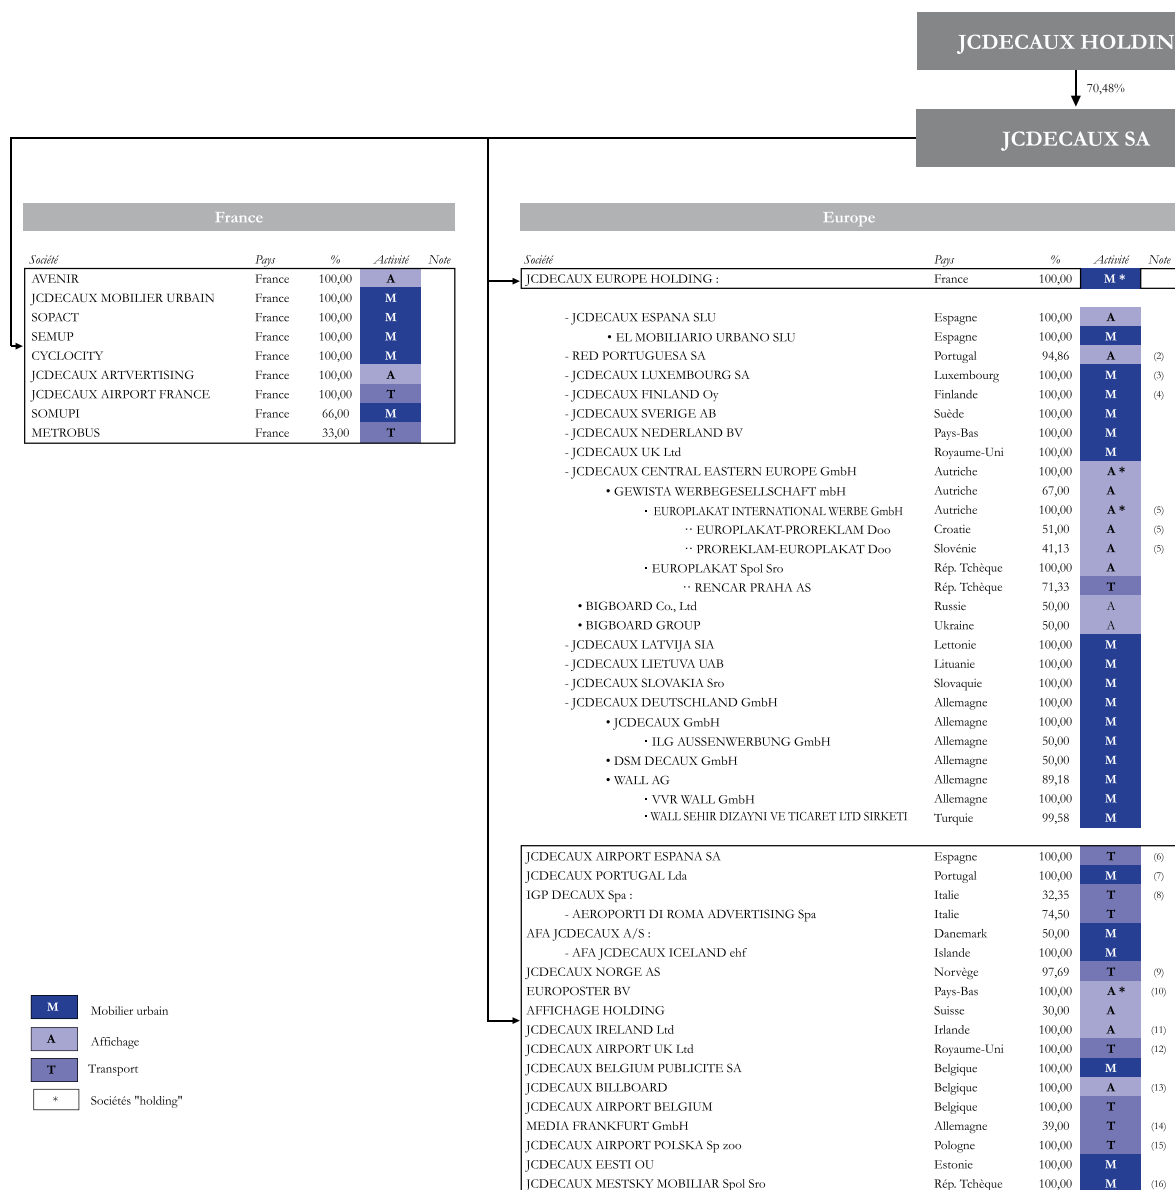 JCDECAUX HOLDIN
70,48%
JCDECAUX SA
France
Société Pays % Activité Note
AVENIR France 100,00 A
JCDECAUX MOBILIER URBAIN France 100,00 M
SOPACT France 100,00 M
SEMUP France 100,00 M
CYCLOCITY France 100,00 M
JCDECAUX ARTVERTISING France 100,00 A
JCDECAUX AIRPORT FRANCE France 100,00 T
SOMUPI France 66,00 M
METROBUS France 33,00 T
Europe
Société Pays % Activité Note
JCDECAUX EUROPE HOLDING : France 100,00 M *
- JCDECAUX ESPANA SLU Espagne 100,00 A
• EL MOBILIARIO URBANO SLU Espagne 100,00 M
- RED PORTUGUESA SA Portugal 94,86 A (2)
- JCDECAUX LUXEMBOURG SA Luxembourg 100,00 M (3)
- JCDECAUX FINLAND Oy Finlande 100,00 M (4)
- JCDECAUX SVERIGE AB Suède 100,00 M
- JCDECAUX NEDERLAND BV Pays-Bas 100,00 M
- JCDECAUX UK Ltd Royaume-Uni 100,00 M
- JCDECAUX CENTRAL EASTERN EUROPE GmbH Autriche 100,00 A *
• GEWISTA WERBEGESELLSCHAFT mbH Autriche 67,00 A
· EUROPLAKAT INTERNATIONAL WERBE GmbH Autriche 100,00 A * (5)
·· EUROPLAKAT-PROREKLAM Doo Croatie 51,00 A (5)
·· PROREKLAM-EUROPLAKAT Doo Slovénie 41,13 A (5)
· EUROPLAKAT Spol Sro Rép. Tchèque 100,00 A
·· RENCAR PRAHA AS Rép. Tchèque 71,33 T
• BIGBOARD Co., Ltd Russie 50,00 A
• BIGBOARD GROUP Ukraine 50,00 A
- JCDECAUX LATVIJA SIA Lettonie 100,00 M
- JCDECAUX LIETUVA UAB Lituanie 100,00 M
- JCDECAUX SLOVAKIA Sro Slovaquie 100,00 M
- JCDECAUX DEUTSCHLAND GmbH Allemagne 100,00 M
• JCDECAUX GmbH Allemagne 100,00 M
· ILG AUSSENWERBUNG GmbH Allemagne 50,00 M
• DSM DECAUX GmbH Allemagne 50,00 M
• WALL AG Allemagne 89,18 M
· VVR WALL GmbH Allemagne 100,00 M
· WALL SEHIR DIZAYNI VE TICARET LTD SIRKETI Turquie 99,58 M
JCDECAUX AIRPORT ESPANA SA Espagne 100,00 T (6)
JCDECAUX PORTUGAL Lda Portugal 100,00 M (7)
IGP DECAUX Spa : Italie 32,35 T (8)
- AEROPORTI DI ROMA ADVERTISING Spa Italie 74,50 T
AFA JCDECAUX A/S : Danemark 50,00 M
- AFA JCDECAUX ICELAND ehf Islande 100,00 M
JCDECAUX NORGE AS Norvège 97,69 T (9)
EUROPOSTER BV Pays-Bas 100,00 A * (10)
AFFICHAGE HOLDING Suisse 30,00 A
JCDECAUX IRELAND Ltd Irlande 100,00 A (11)
JCDECAUX AIRPORT UK Ltd Royaume-Uni 100,00 T (12)
JCDECAUX BELGIUM PUBLICITE SA Belgique 100,00 M
JCDECAUX BILLBOARD Belgique 100,00 A (13)
JCDECAUX AIRPORT BELGIUM Belgique 100,00 T
MEDIA FRANKFURT GmbH Allemagne 39,00 T (14)
JCDECAUX AIRPORT POLSKA Sp zoo Pologne 100,00 T (15)
JCDECAUX EESTI OU Estonie 100,00 M
JCDECAUX MESTSKY MOBILIAR Spol Sro Rép. Tchèque 100,00 M (16)
M Mobilier urbain
A Affichage
T Transport
* Sociétés "holding"